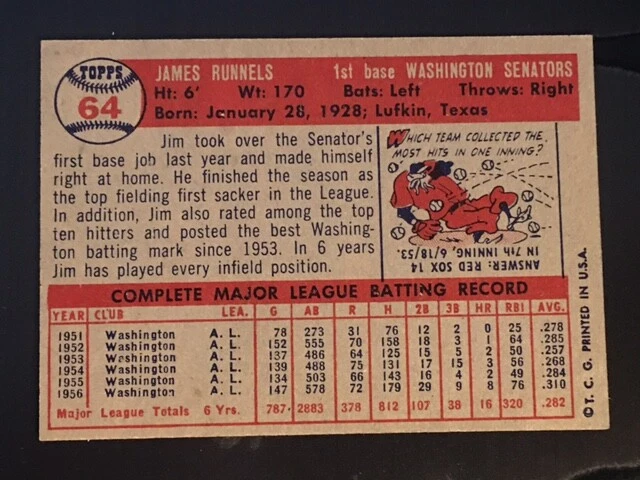 TOPPS
64
JAMES RUNNELS 1st base WASHINGTON SENATORS
Ht: 6' Wt: 170 Bats: Left Throws: Right
Born: January 28, 1928; Lufkin, Texas
Jim took over the Senator's
first base job last year and made himself
right at home. He finished the season as
the top fielding first sacker in the League.
In addition, Jim also rated among the top
ten hitters and posted the best Washing-
ton batting mark since 1953. In 6 years
Jim has played every infield position.
WHICH TEAM COLLECTED THE
MOST HITS IN ONE INNING?
ANSWER: RED SOX 14
IN 7TH INNING, 6/18/53.
COMPLETE MAJOR LEAGUE BATTING RECORD
YEAR CLUB LEA. G AB R H 2B 3B HR RBI AVG.
1951 Washington A. L. 78 273 31 76 12 2 0 25 .278
1952 Washington A. L. 152 555 70 158 18 3 1 64 .285
1953 Washington A. L. 137 486 64 125 15 5 2 50 .257
1954 Washington A. L. 139 488 75 131 17 15 3 56 .268
1955 Washington A. L. 134 503 66 143 16 4 2 49 .284
1956 Washington A. L. 147 578 72 179 29 9 8 76 .310
Major League Totals 6 Yrs. 787 2883 378 812 107 38 16 320 .282
©T. C. G. PRINTED IN U.S.A.